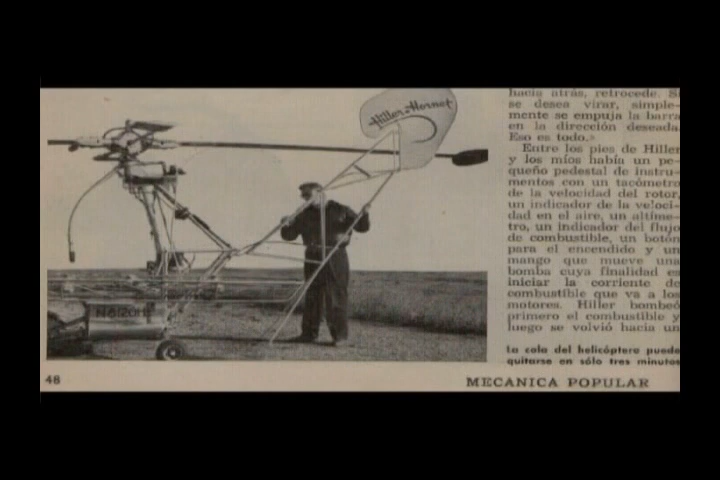 Hiller-Hornet
hacia atrás, retrocede. Si
se desea virar, simple-
mente se empuja la barra
en la dirección deseada.
Eso es todo.»
Entre los pies de Hiller
y los míos había un pe-
queño pedestal de instru-
mentos con un tacómetro
de la velocidad del rotor,
un indicador de la veloci-
dad en el aire, un altíme-
tro, un indicador del flujo
de combustible, un botón
para el encendido y un
mango que mueve una
bomba cuya finalidad es
iniciar la corriente de
combustible que va a los
motores. Hiller bombeó
primero el combustible y
luego se volvió hacia un
La cola del helicóptero puede
quitarse en sólo tres minutos
48
MECANICA POPULAR